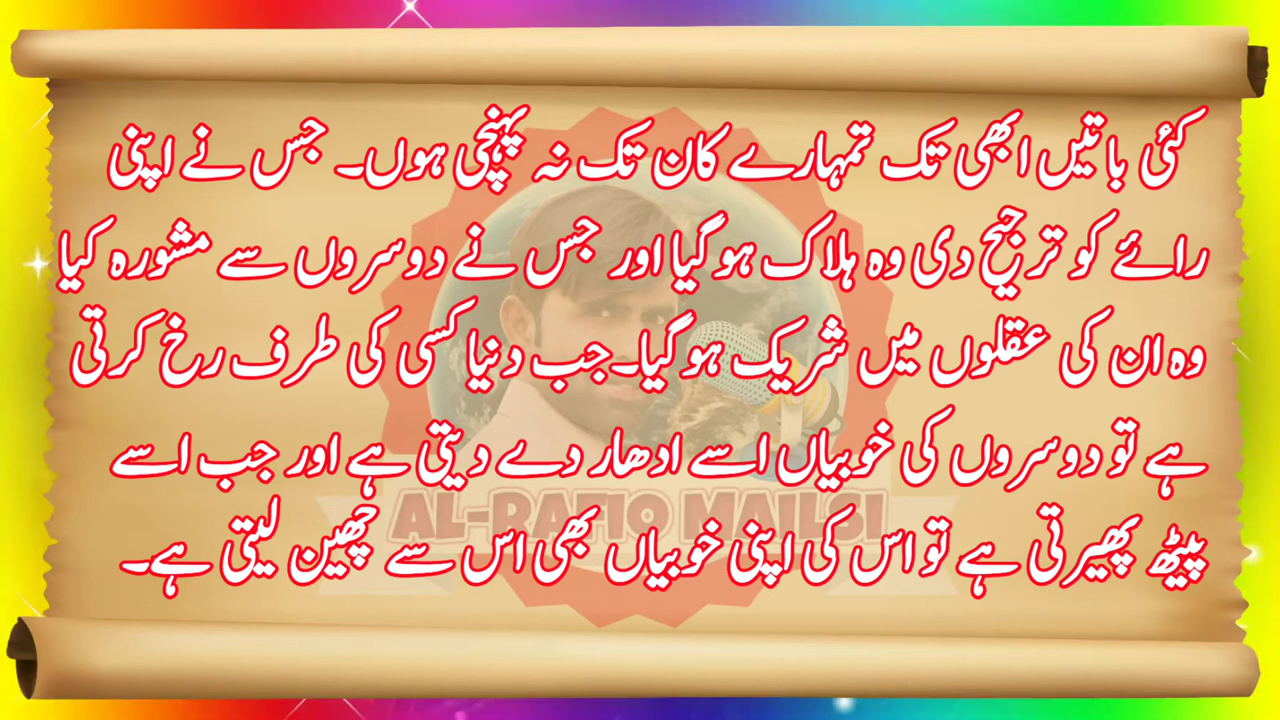 کئی باتیں ابھی تک تمہارے کان تک نہ پہنچی ہوں۔ جس نے اپنی
رائے کو ترجیح دی وہ ہلاک ہو گیا اور جس نے دوسروں سے مشورہ کیا
وہ ان کی عقلوں میں شریک ہو گیا۔ جب دنیا کسی کی طرف رخ کرتی
ہے تو دوسروں کی خوبیاں اسے ادھار دے دیتی ہے اور جب اسے
AL-RAFIQ MAILSI
پیٹھ پھیرتی ہے تو اس کی اپنی خوبیاں بھی اس سے چھین لیتی ہے۔